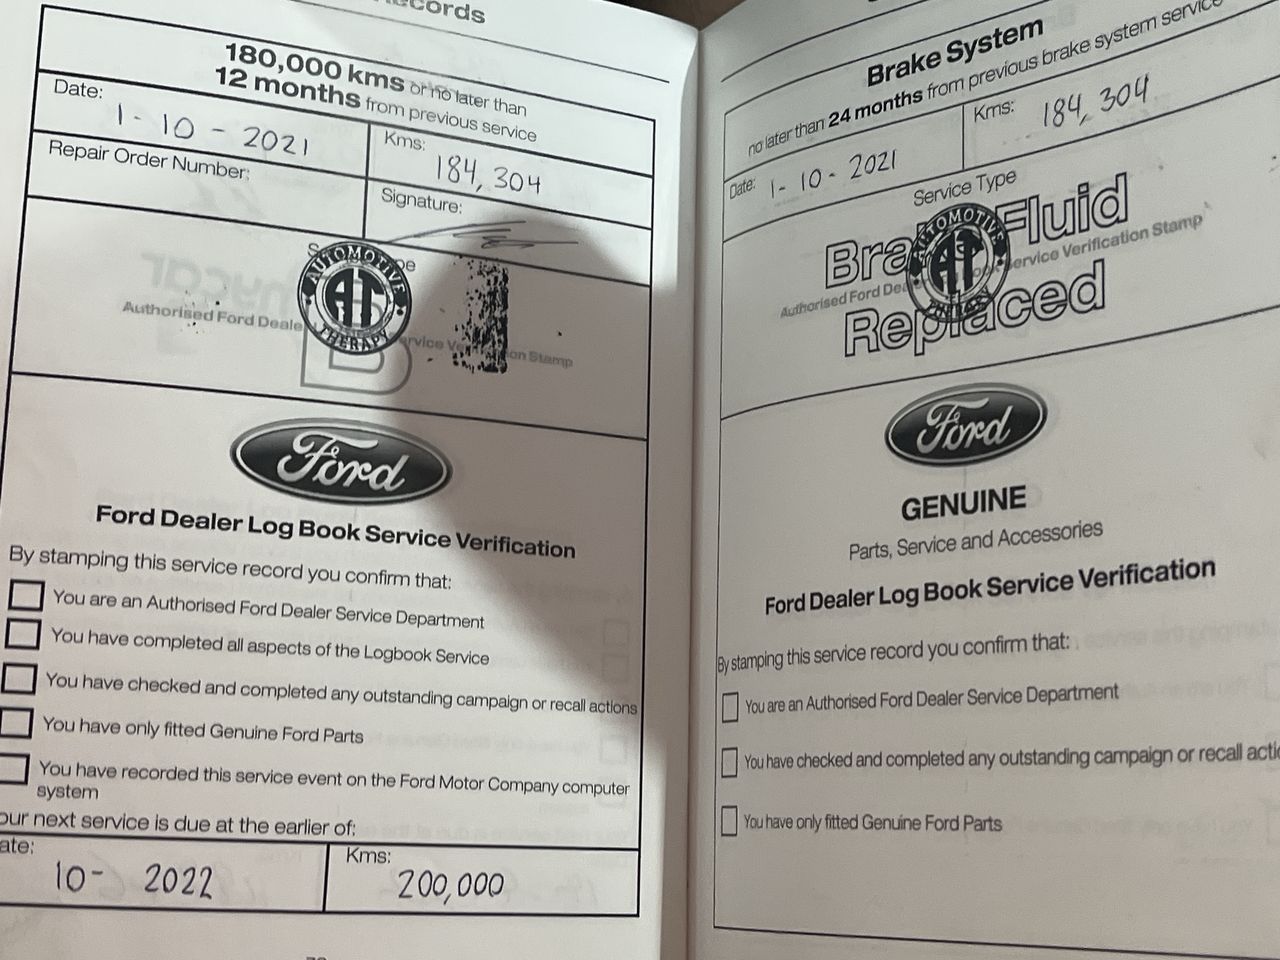 Records
180,000 kms or no later than
12 months from previous service
Date:
1-10-2021
Kms:
184,304
Repair Order Number:
Signature:
AUTOMOTIVE
AT
THERAPY
Authorised Ford Deale
ervice Ve on Stamp
B
Ford
Ford Dealer Log Book Service Verification
By stamping this service record you confirm that:
You are an Authorised Ford Dealer Service Department
You have completed all aspects of the Logbook Service
You have checked and completed any outstanding campaign or recall actions
You have only fitted Genuine Ford Parts
You have recorded this service event on the Ford Motor Company computer
system
our next service is due at the earlier of:
ate:
10- 2022
Kms:
200,000
Brake System
no later than 24 months from previous brake system service
Date:
1-10-2021
Kms:
184,304
Service Type
Brake Fluid
AUTOMOTIVE
AT
Authorised Ford Dea ook Service Verification Stamp
Replaced
Ford
GENUINE
Parts, Service and Accessories
Ford Dealer Log Book Service Verification
By stamping this service record you confirm that:
You are an Authorised Ford Dealer Service Department
You have checked and completed any outstanding campaign or recall actio
You have only fitted Genuine Ford Parts